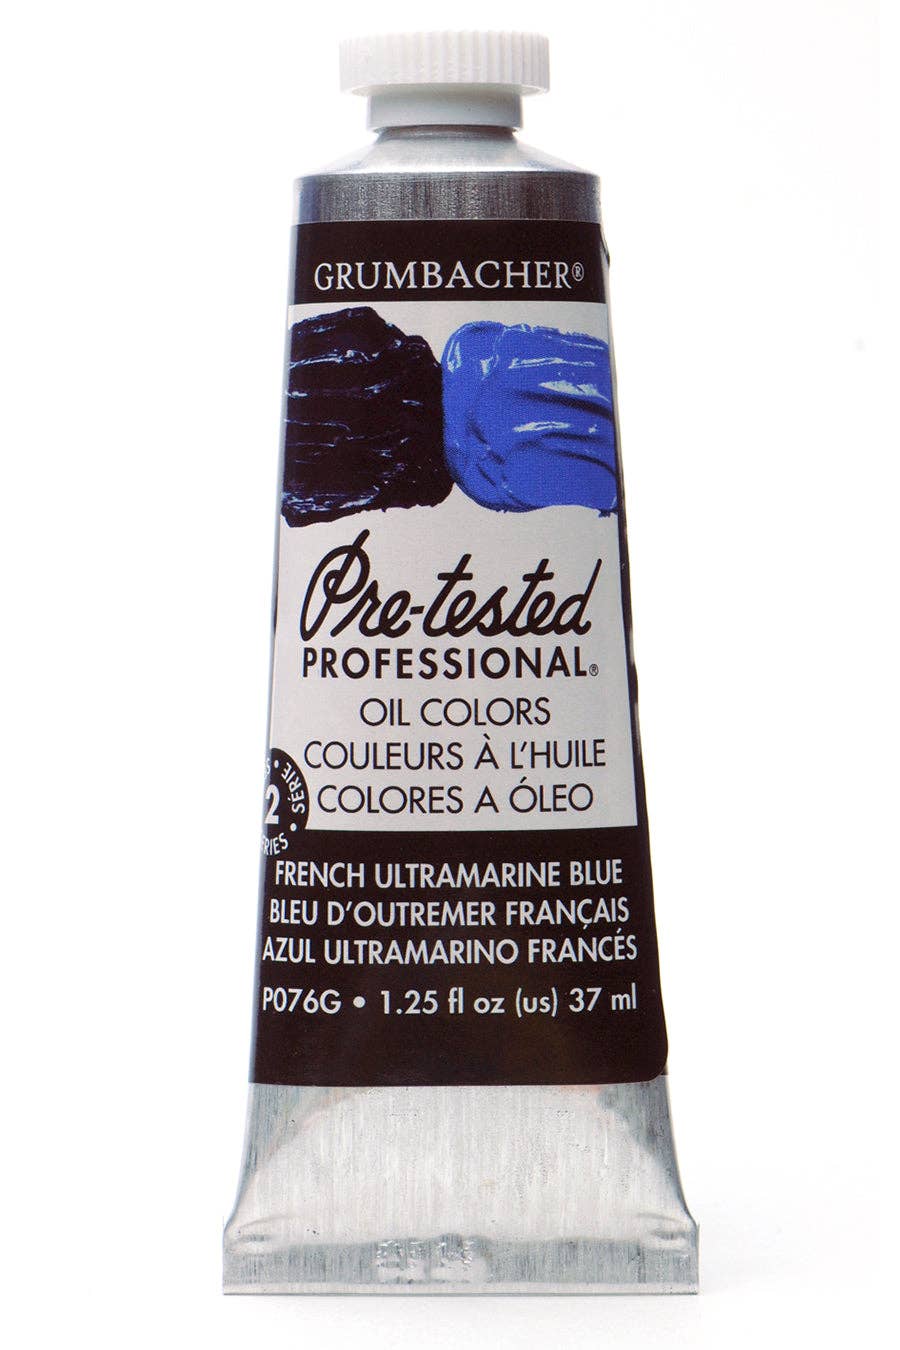 GRUMBACHER®
Pre-tested
PROFESSIONAL®
OIL COLORS
COULEURS À L'HUILE
COLORES A ÓLEO
SÉRIE
2
FRENCH ULTRAMARINE BLUE
BLEU D'OUTREMER FRANÇAIS
AZUL ULTRAMARINO FRANCÉS
P076G • 1.25 fl oz (us) 37 ml